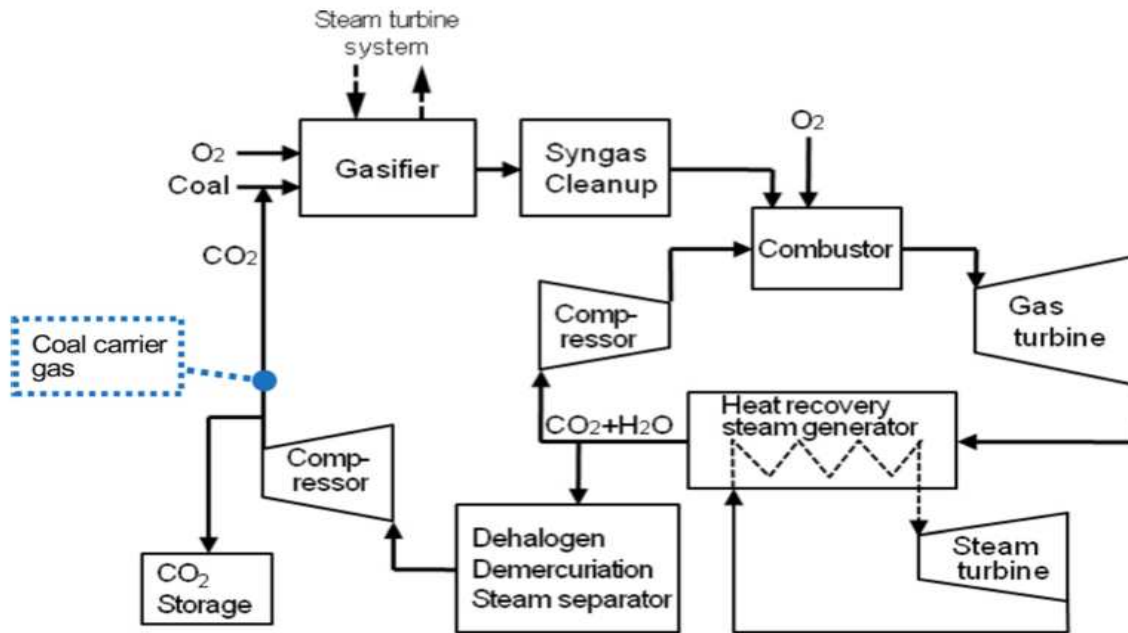 Steam turbine
system
O2
O2
Gasifier
Syngas
Cleanup
Coal
Combustor
CO2
Comp-
ressor
Gas
turbine
Coal carrier
gas
Heat recovery
steam generator
CO2+H2O
Comp-
ressor
Dehalogen
Demercuriation
Steam separator
Steam
turbine
CO2
Storage